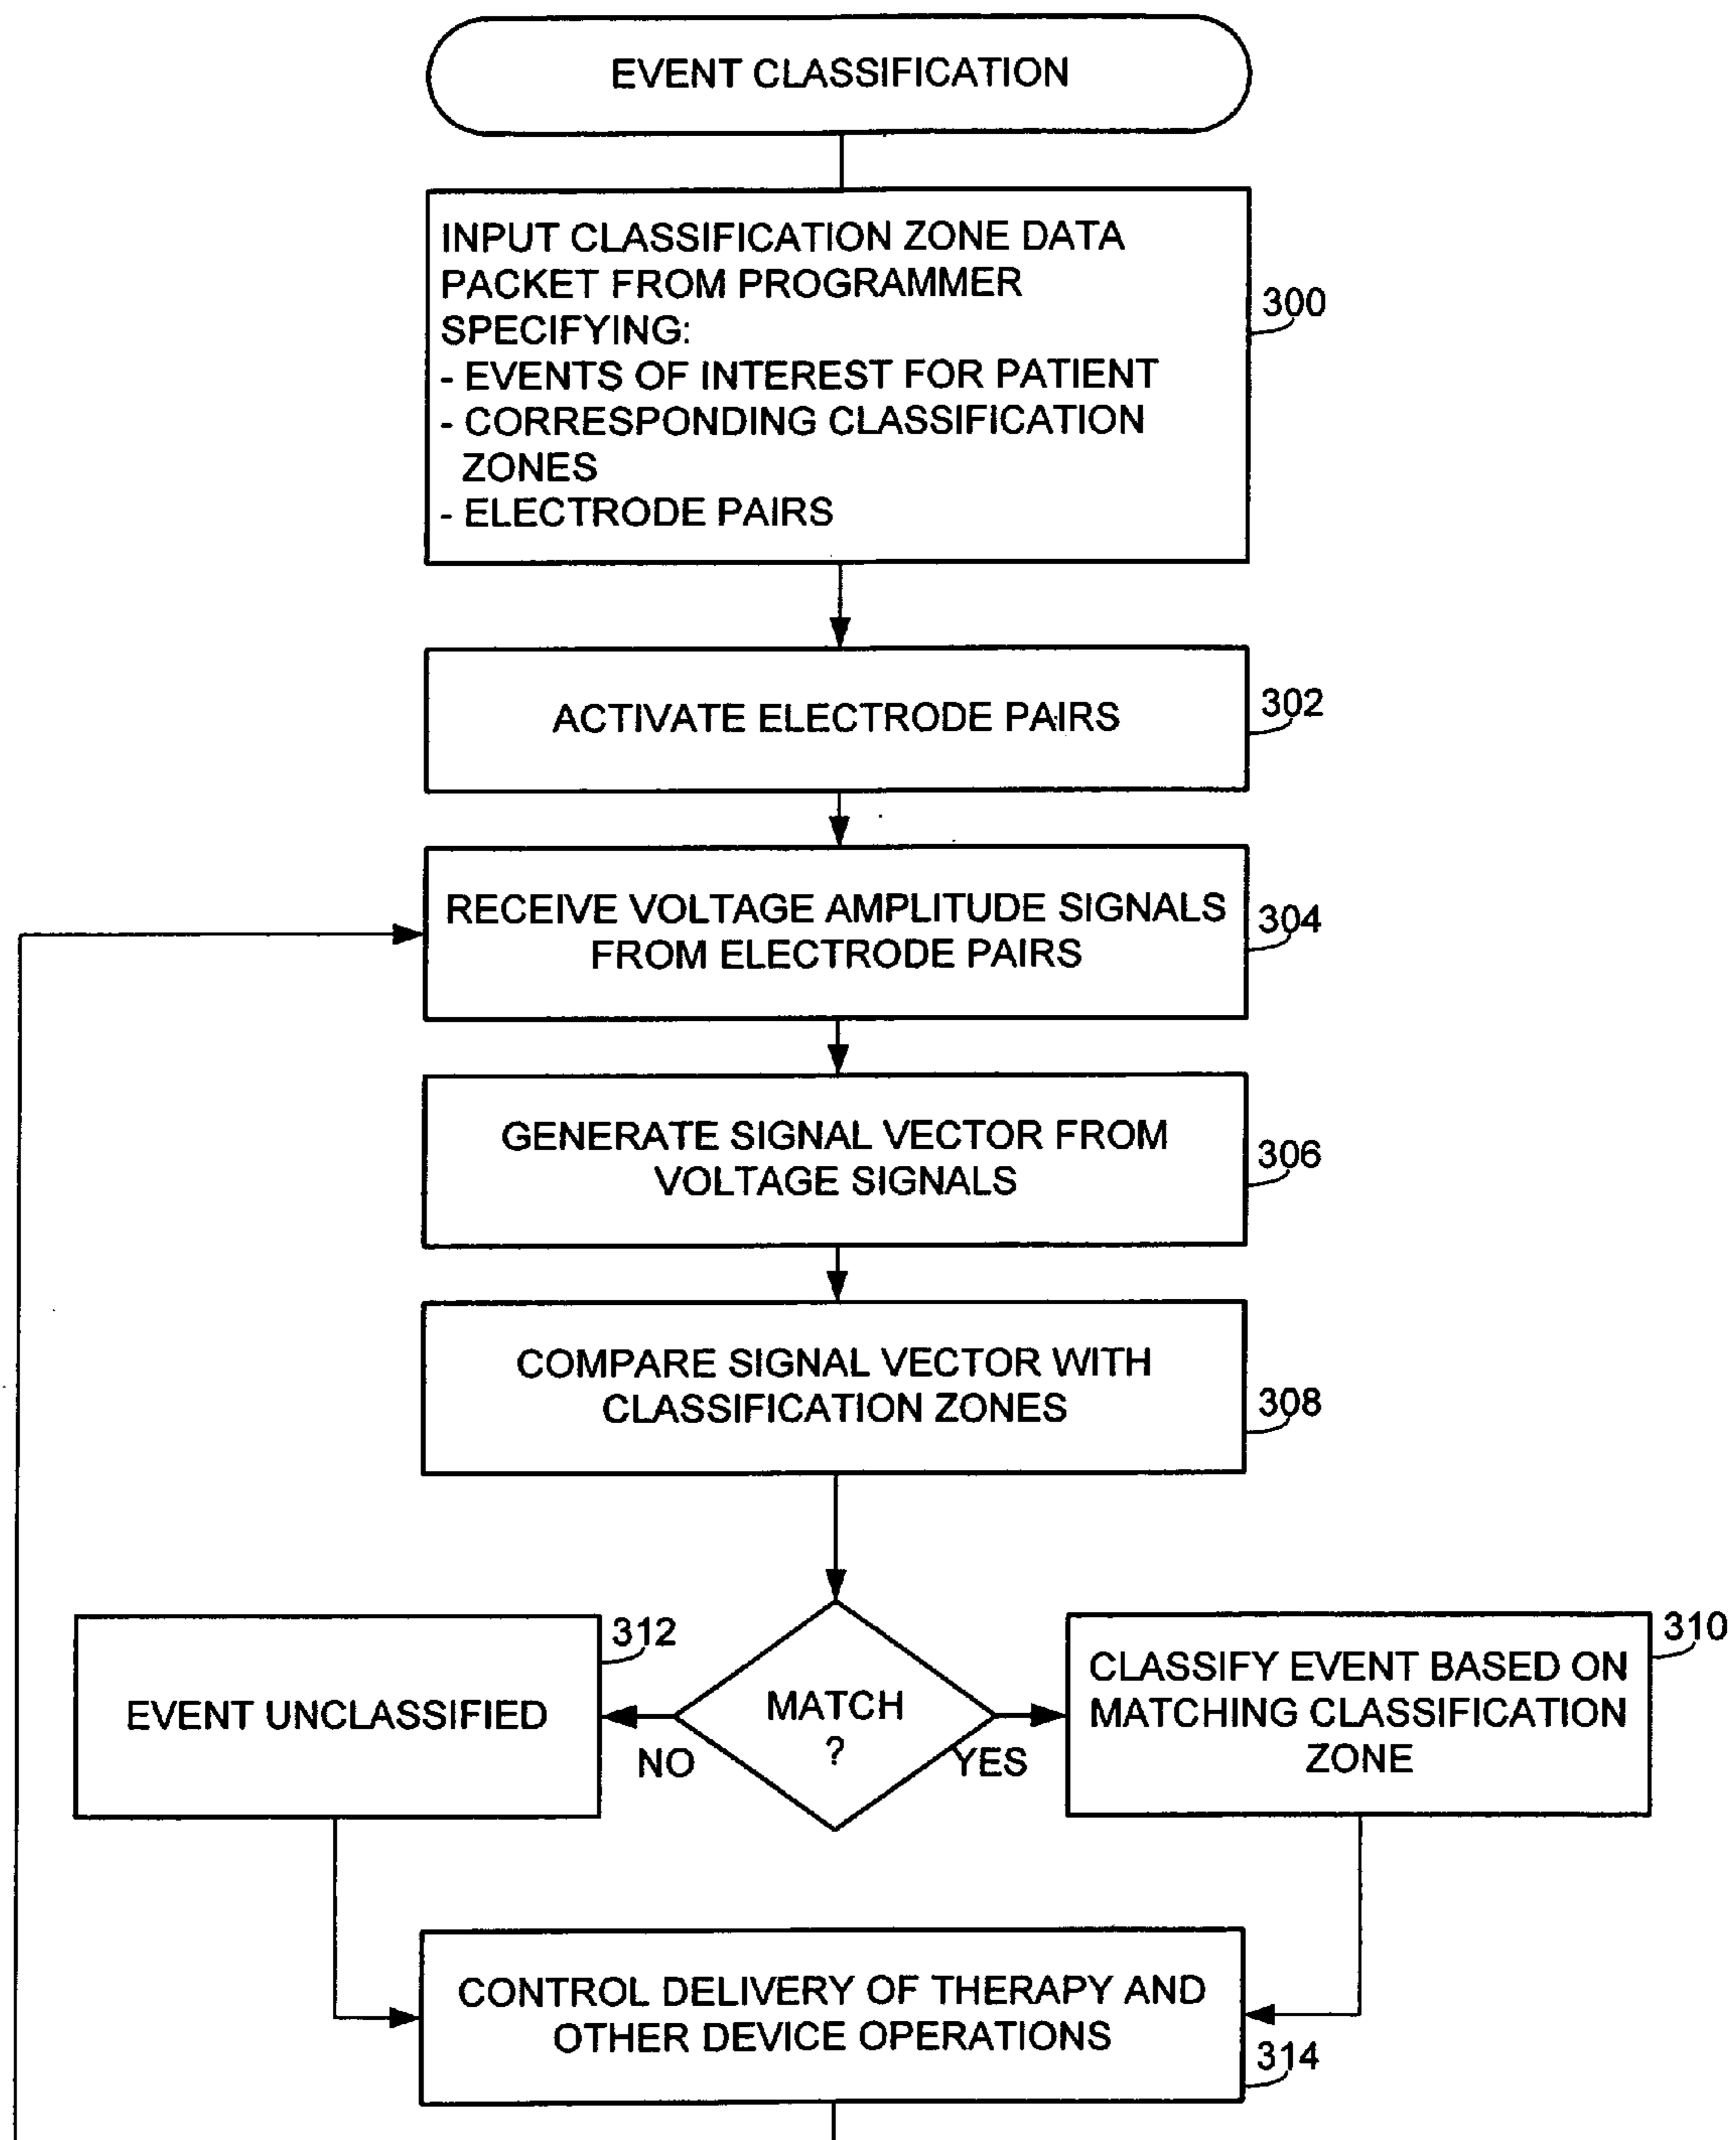 EVENT CLASSIFICATION
INPUT CLASSIFICATION ZONE DATA
PACKET FROM PROGRAMMER
SPECIFYING:
- EVENTS OF INTEREST FOR PATIENT
- CORRESPONDING CLASSIFICATION
ZONES
- ELECTRODE PAIRS
300
ACTIVATE ELECTRODE PAIRS
302
RECEIVE VOLTAGE AMPLITUDE SIGNALS
FROM ELECTRODE PAIRS
304
GENERATE SIGNAL VECTOR FROM
VOLTAGE SIGNALS
306
COMPARE SIGNAL VECTOR WITH
CLASSIFICATION ZONES
308
312
EVENT UNCLASSIFIED
NO
MATCH
?
YES
310
CLASSIFY EVENT BASED ON
MATCHING CLASSIFICATION
ZONE
CONTROL DELIVERY OF THERAPY AND
OTHER DEVICE OPERATIONS
314